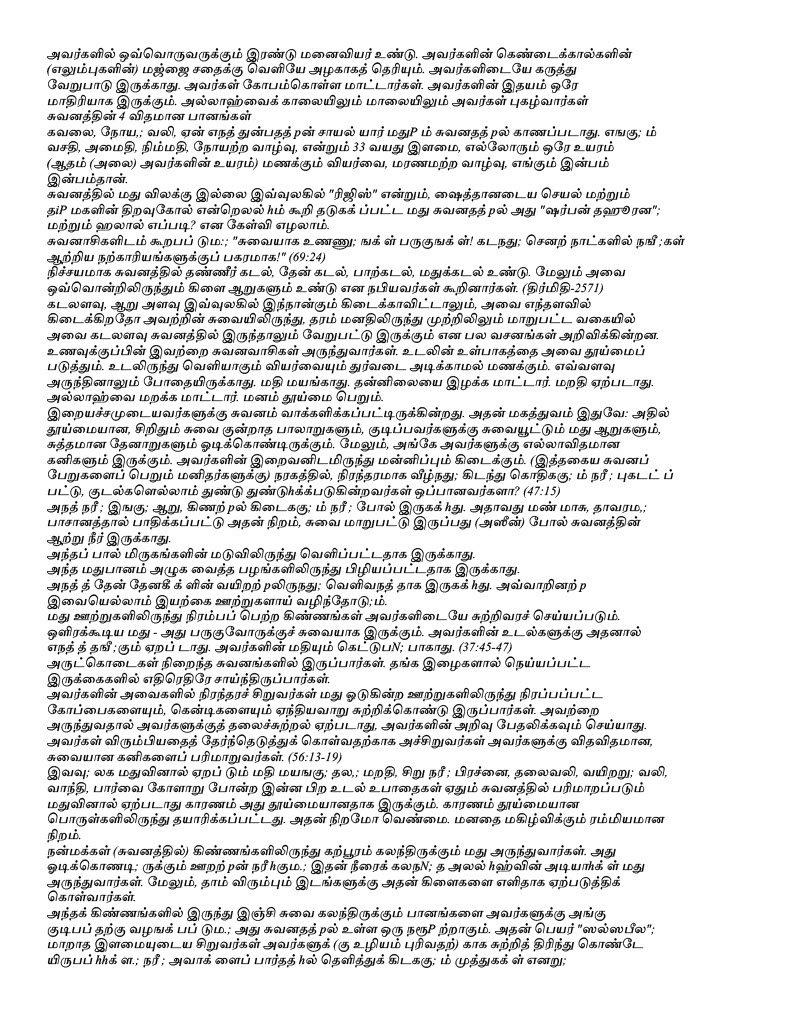 அவர்களில் ஒவ்வொருவருக்கும் இரண்டு மனைவியர் உண்டு. அவர்களின் கெண்டைக்கால்களின்
(எலும்புகளின்) மஜ்ஜை சதைக்கு வெளியே அழகாகத் தெரியும். அவர்களிடையே கருத்து
வேறுபாடு இருக்காது. அவர்கள் கோபம்கொள்ள மாட்டார்கள். அவர்களின் இதயம் ஒரே
மாதிரியாக இருக்கும். அல்லாஹ்வைக் காலையிலும் மாலையிலும் அவர்கள் புகழ்வார்கள்
சுவனத்தின் 4 விதமான பானங்கள்
கவலை, நோய,; வலி, ஏன் எநத் துன்பதத் pன் சாயல் யார் மதுP ம் சுவனதத் pல் காணப்படாது. எஙகு; ம்
வசதி, அமைதி, நிம்மதி, நோயற்ற வாழ்வு, என்றும் 33 வயது இளமை, எல்லோரும் ஒரே உயரம்
(ஆதம் (அலை) அவர்களின் உயரம்) மணக்கும் வியர்வை, மரணமற்ற வாழ்வு, எங்கும் இன்பம்
இன்பம்தான்.
சுவனத்தில் மது விலக்கு இல்லை இவ்வுலகில் "ரிஜிஸ்" என்றும், ஷைத்தானடைய செயல் மற்றும்
தiP மகளின் திறவுகோல் என்றெலல் hம் கூறி தடுகக் ப்பட்ட மது சுவனதத் pல் அது "ஷர்பன் தஹூரன";
மற்றும் ஹலால் எப்படி? என கேள்வி எழலாம்.
சுவனாசிகளிடம் கூறபப் டும:; "சுவையாக உணணு; ஙக் ள் பருகுஙக் ள்! கடநது; செனற் நாட்களில் நஙீ ;கள்
ஆற்றிய நற்காரியங்களுக்குப் பகரமாக!" (69:24)
நிச்சயமாக சுவனத்தில் தண்ணீர் கடல், தேன் கடல், பாற்கடல், மதுக்கடல் உண்டு. மேலும் அவை
ஒவ்வொன்றிலிருந்தும் கிளை ஆறுகளும் உண்டு என நபியவர்கள் கூறினார்கள். (திர்மிதி-2571)
கடலளவு, ஆறு அளவு இவ்வுலகில் இந்நான்கும் கிடைக்காவிட்டாலும், அவை எந்தளவில்
கிடைக்கிறதோ அவற்றின் சுவையிலிருந்து, தரம் மனதிலிருந்து முற்றிலிலும் மாறுபட்ட வகையில்
அவை கடலளவு சுவனத்தில் இருந்தாலும் வேறுபட்டு இருக்கும் என பல வசனங்கள் அறிவிக்கின்றன.
உணவுக்குப்பின் இவற்றை சுவனவாசிகள் அருந்துவார்கள். உடலின் உள்பாகத்தை அவை தூய்மைப்
படுத்தும். உடலிருந்து வெளியாகும் வியர்வையும் துர்வடை அடிக்காமல் மணக்கும். எவ்வளவு
அருந்தினாலும் போதையிருக்காது. மதி மயங்காது. தன்னிலையை இழக்க மாட்டார். மறதி ஏற்படாது.
அல்லாஹ்வை மறக்க மாட்டார். மனம் தூய்மை பெறும்.
இறையச்சமுடையவர்களுக்கு சுவனம் வாக்களிக்கப்பட்டிருக்கின்றது. அதன் மகத்துவம் இதுவே: அதில்
தூய்மையான, சிறிதும் சுவை குன்றாத பாலாறுகளும், குடிப்பவர்களுக்கு சுவையூட்டும் மது ஆறுகளும்,
சுத்தமான தேனாறுகளும் ஓடிக்கொண்டிருக்கும். மேலும், அங்கே அவர்களுக்கு எல்லாவிதமான
கனிகளும் இருக்கும். அவர்களின் இறைவனிடமிருந்து மன்னிப்பும் கிடைக்கும். (இத்தகைய சுவனப்
பேறுகளைப் பெறும் மனிதர்களுக்கு) நரகத்தில், நிரந்தரமாக வீழ்நது; கிடந்து கொதிககு; ம் நரீ ; புகடட் ப்
பட்டு, குடல்களெல்லாம் துண்டு துண்டுhக்க்படுகின்றவர்கள் ஒப்பானவர்களா? (47:15)
அநத் நரீ ; இஙகு; ஆறு, கிணற் pல் கிடைககு; ம் நரீ ; போல் இருகக் hது. அதாவது மண் மாசு, தாவரம,;
பாசானத்தால் பாதிக்கப்பட்டு அதன் நிறம், சுவை மாறுபட்டு இருப்பது (அஸீன்) போல் சுவனத்தின்
ஆற்று நீர் இருக்காது.
அந்தப் பால் மிருகங்களின் மடுவிலிருந்து வெளிப்பட்டதாக இருக்காது.
அந்த மதுபானம் அழுக வைத்த பழங்களிலிருந்து பிழியப்பட்டதாக இருக்காது.
அநத் த் தேன் தேனகீ க் ளின் வயிறற் pலிருநது; வெளிவநத் தாக இருகக் hது. அவ்வாறினற் p
இவையெல்லாம் இயற்கை ஊற்றுகளாய் வழிந்தோடு;ம்.
மது ஊற்றுகளிலிருந்து நிரம்பப் பெற்ற கிண்ணங்கள் அவர்களிடையே சுற்றிவரச் செய்யப்படும்.
ஒளிரக்கூடிய மது - அது பருகுவோருக்குச் சுவையாக இருக்கும். அவர்களின் உடல்களுக்கு அதனால்
எநத் த் தஙீ ;கும் ஏறப் டாது. அவர்களின் மதியும் கெட்டுபN; பாகாது. (37:45-47)
அருட்கொடைகள் நிறைந்த சுவனங்களில் இருப்பார்கள். தங்க இழைகளால் நெய்யப்பட்ட
இருக்கைகளில் எதிரெதிரே சாய்ந்திருப்பார்கள்.
அவர்களின் அவைகளில் நிரந்தரச் சிறுவர்கள் மது ஓடுகின்ற ஊற்றுகளிலிருந்து நிரப்பப்பட்ட
கோப்பைகளையும், கெண்டிகளையும் ஏந்தியவாறு சுற்றிக்கொண்டு இருப்பார்கள். அவற்றை
அருந்துவதால் அவர்களுக்குத் தலைச்சுற்றல் ஏற்படாது, அவர்களின் அறிவு பேதலிக்கவும் செய்யாது.
அவர்கள் விரும்பியதைத் தேர்ந்தெடுத்துக் கொள்வதற்காக அச்சிறுவர்கள் அவர்களுக்கு விதவிதமான,
சுவையான கனிகளைப் பரிமாறுவர்கள். (56:13-19)
இவவு; லக மதுவினால் ஏறப் டும் மதி மயஙகு; தல,; மறதி, சிறு நரீ ; பிரச்னை, தலைவலி, வயிறறு; வலி,
வாந்தி, பார்வை கோளாறு போன்ற இன்ன பிற உடல் உபாதைகள் ஏதும் சுவனத்தில் பரிமாறப்படும்
மதுவினால் ஏற்படாது காரணம் அது தூய்மையானதாக இருக்கும். காரணம் தூய்மையான
பொருள்களிலிருந்து தயாரிக்கப்பட்டது. அதன் நிறமோ வெண்மை. மனதை மகிழ்விக்கும் ரம்மியமான
நிறம்.
நன்மக்கள் (சுவனத்தில்) கிண்ணங்களிலிருந்து கற்பூரம் கலந்திருக்கும் மது அருந்துவார்கள். அது
ஓடிக்கொணடி; ருக்கும் ஊறற் pன் நரீ hகும.; இதன் நீரைக் கலநN; த அலல் hஹ்வின் அடியாhக் ள் மது
அருந்துவார்கள். மேலும், தாம் விரும்பும் இடங்களுக்கு அதன் கிளைகளை எளிதாக ஏற்படுத்திக்
கொள்வார்கள்.
அந்தக் கிண்ணங்களில் இருந்து இஞ்சி சுவை கலந்திருக்கும் பானங்களை அவர்களுக்கு அங்கு
குடிபப் தற்கு வழஙக் பப் டும.; அது சுவனதத் pல் உள்ள ஒரு நரூP ற்றாகும். அதன் பெயர் "ஸல்ஸபீல";
மாறாத இளமையுடைய சிறுவர்கள் அவர்களுக் (கு உழியம் புரிவதற்) காக சுற்றித் திரிந்து கொண்டே
யிருபப் hhக் ள.; நரீ ; அவாக் ளைப் பார்தத் hல் தெளித்துக் கிடககு; ம் முத்துகக் ள் எனறு;